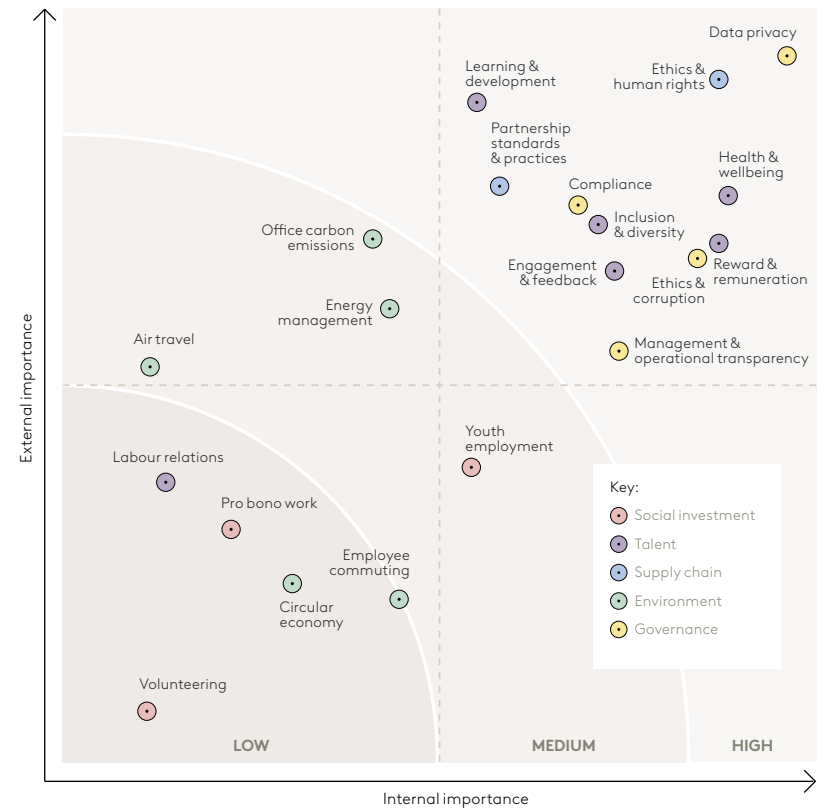 Data privacy
Learning &
development
Ethics &
human rights
Partnership
standards
& practices
Health &
wellbeing
Compliance
Inclusion
& diversity
Office carbon
emissions
Engagement
& feedback
Reward &
remuneration
Ethics &
corruption
Energy
management
Air travel
Management &
operational transparency
External importance
Youth
employment
Labour relations
Pro bono work
Employee
commuting
Circular
economy
Volunteering
Key:
Social investment
Talent
Supply chain
Environment
Governance
LOW
MEDIUM
HIGH
Internal importance